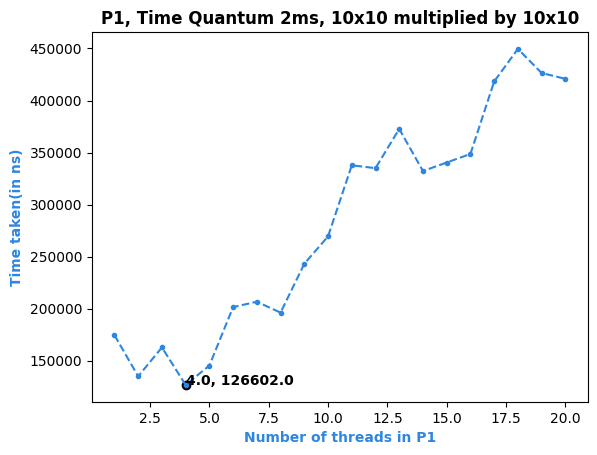 P1, Time Quantum 2ms, 10x10 multiplied by 10x10
450000
400000
350000
300000
250000
200000
150000
Time taken(in ns)
4.0, 126602.0
2.5 5.0 7.5 10.0 12.5 15.0 17.5 20.0
Number of threads in P1